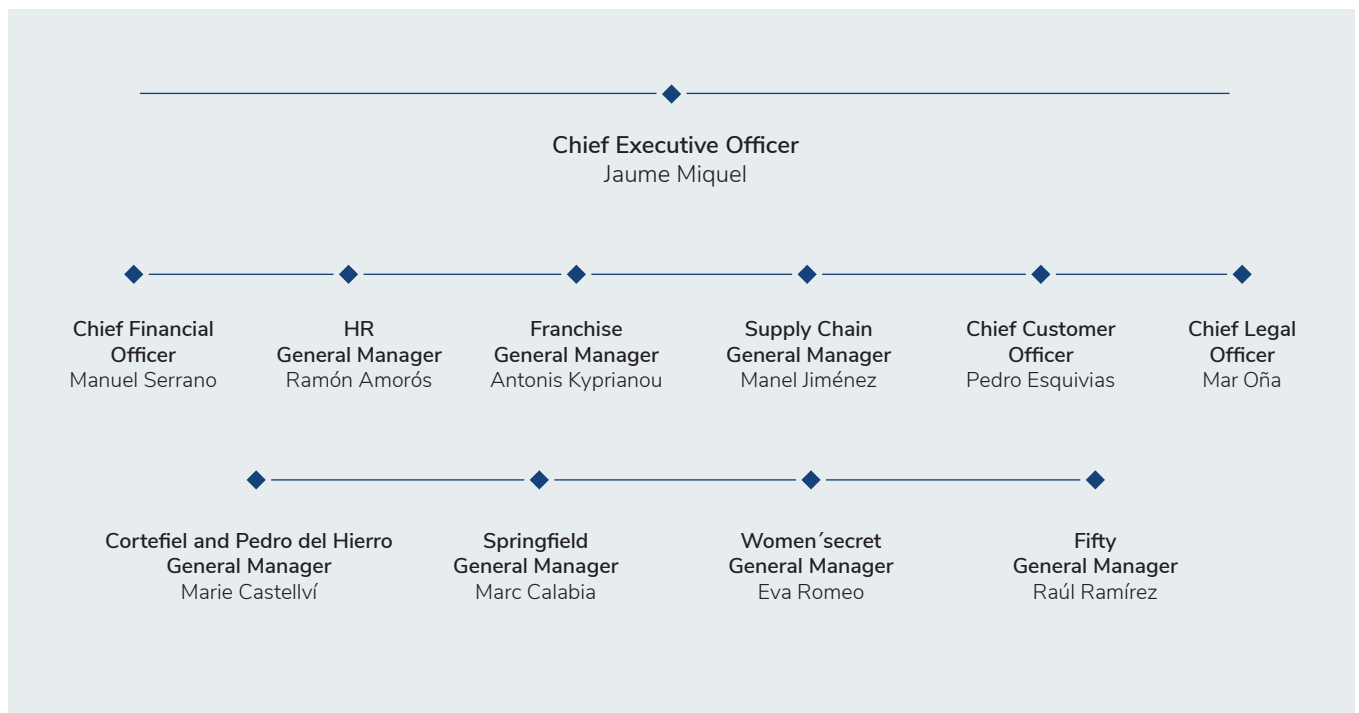 Chief Executive Officer
Jaume Miquel
Chief Financial
Officer
Manuel Serrano
HR
General Manager
Ramón Amorós
Franchise
General Manager
Antonis Kyprianou
Supply Chain
General Manager
Manel Jiménez
Chief Customer
Officer
Pedro Esquivias
Chief Legal
Officer
Mar Oña
Cortefiel and Pedro del Hierro
General Manager
Marie Castellví
Springfield
General Manager
Marc Calabia
Women´secret
General Manager
Eva Romeo
Fifty
General Manager
Raúl Ramírez